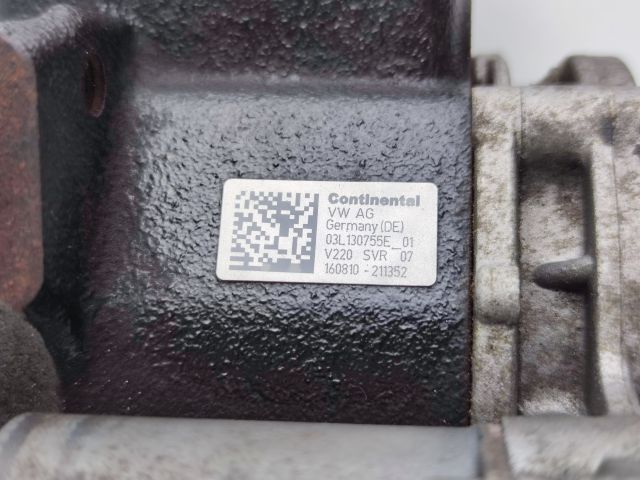 Continental
VW AG
Germany (DE)
03L130755E_01
V220 SVR 07
160810 - 211352